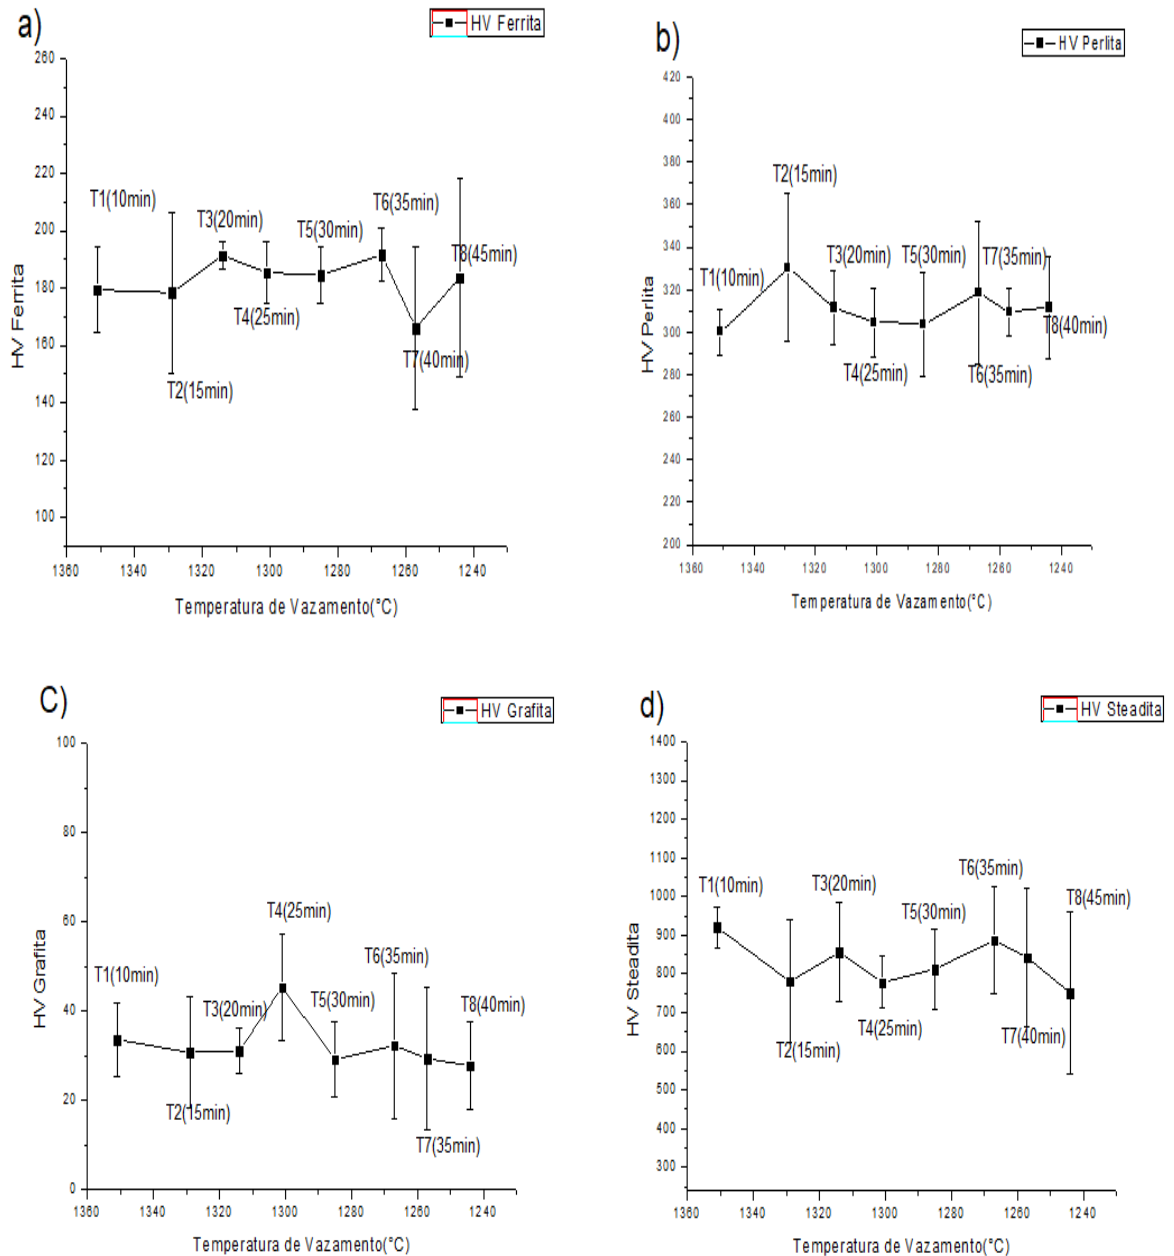 a)
HV Ferrita
260
240
220
200
180
160
140
120
100
HV Ferrita
T1(10min)
T2(15min)
T3(20min)
T4(25min)
T5(30min)
T6(35min)
T7(40min)
T8(45min)
1360 1340 1320 1300 1280 1260 1240
Temperatura de Vazamento(°C)
b)
HV Perlita
420
400
380
360
340
320
300
280
260
240
220
200
HV Perlita
T1(10min)
T2(15min)
T3(20min)
T4(25min)
T5(30min)
T6(35min)
T7(35min)
T8(40min)
1360 1340 1320 1300 1280 1260 1240
Temperatura de Vazamento(°C)
C)
HV Grafita
100
80
60
40
20
0
HV Grafita
T1(10min)
T2(15min)
T3(20min)
T4(25min)
T5(30min)
T6(35min)
T7(35min)
T8(40min)
1360 1340 1320 1300 1280 1260 1240
Temperatura de Vazamento(°C)
d)
HV Steadita
1400
1300
1200
1100
1000
900
800
700
600
500
400
300
HV Steadita
T1(10min)
T2(15min)
T3(20min)
T4(25min)
T5(30min)
T6(35min)
T7(40min)
T8(45min)
1360 1340 1320 1300 1280 1260 1240
Temperatura de Vazamento(°C)